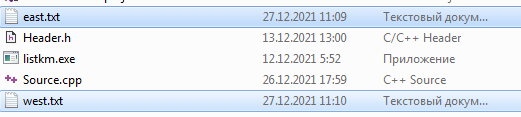 east.txt 27.12.2021 11:09 Текстовый докум...
Header.h 13.12.2021 13:00 C/C++ Header
listkm.exe 12.12.2021 5:52 Приложение
Source.cpp 26.12.2021 17:59 C++ Source
west.txt 27.12.2021 11:10 Текстовый докум...